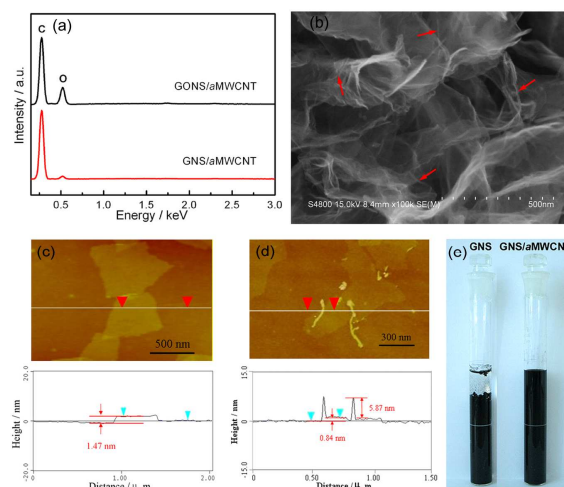 (a)
C
O
GONS/aMWCNT
GNS/aMWCNT
Intensity / a.u.
0.5
1.0
1.5
2.0
2.5
3.0
Energy / keV
(b)
S4800 15.0kV 8.4mm x100k SE(M)
500nm
(c)
500 nm
(d)
300 nm
(e)
GNS
GNS/aMWCN
20.0
0
-20.0
Height / nm
1.47 nm
1.00
2.00
Distance / μ m
15.0
0
-15.0
Height / nm
0.84 nm
5.87 nm
0.50
1.00
1.50
Distance / μ m